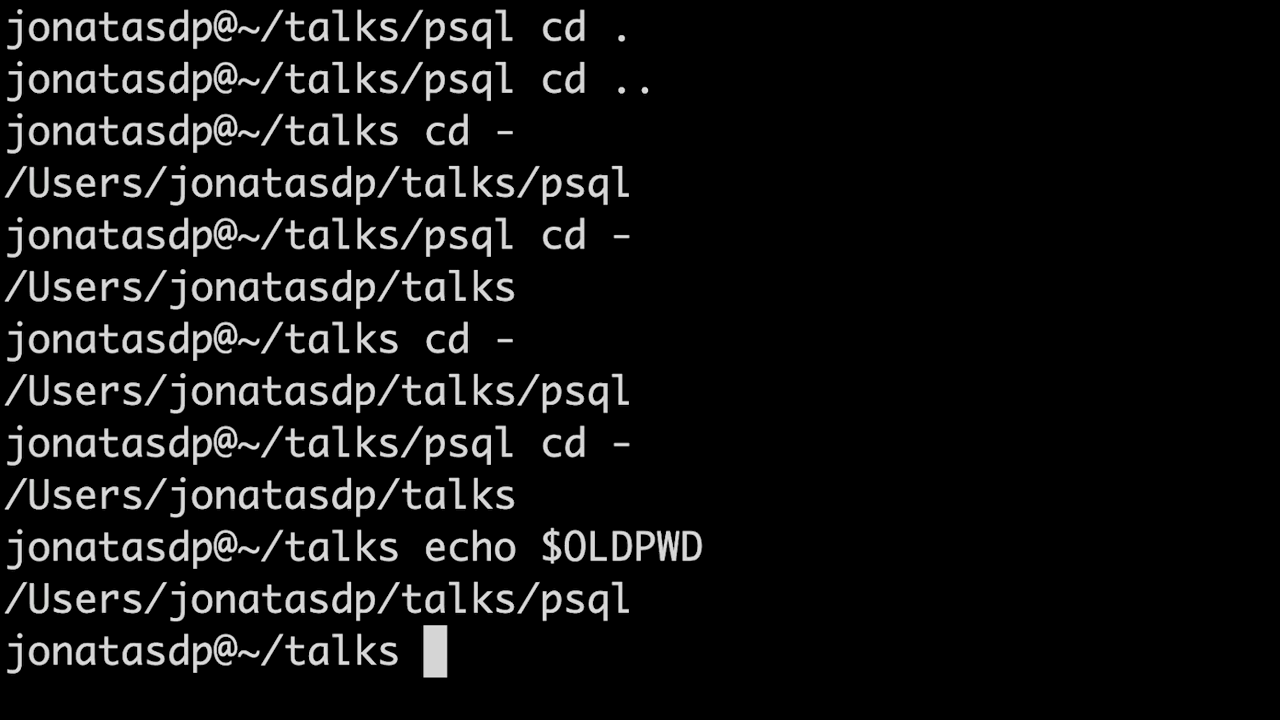 jonatasdp@~/talks/psql cd .
jonatasdp@~/talks/psql cd ..
jonatasdp@~/talks cd -
/Users/jonatasdp/talks/psql
jonatasdp@~/talks/psql cd -
/Users/jonatasdp/talks
jonatasdp@~/talks cd -
/Users/jonatasdp/talks/psql
jonatasdp@~/talks/psql cd -
/Users/jonatasdp/talks
jonatasdp@~/talks echo $OLDPWD
/Users/jonatasdp/talks/psql
jonatasdp@~/talks